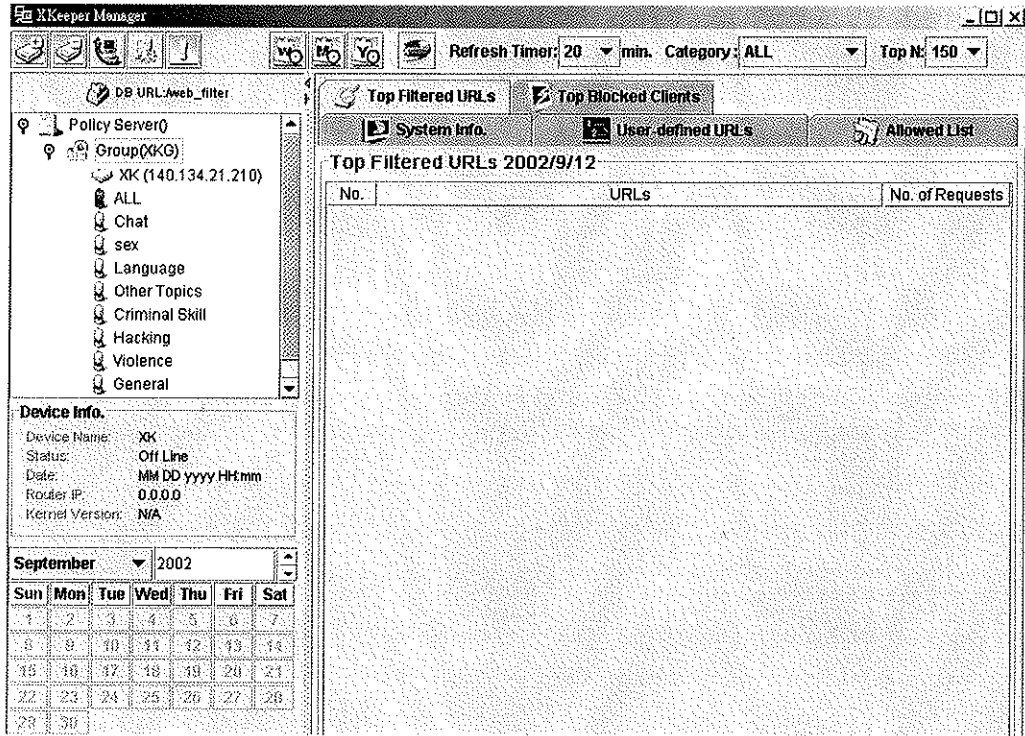 XKeeper Manager
Refresh Timer: 20 min. Category: ALL Top N: 150
DB URL:/web_filter
Policy Server()
Group(XKG)
XK (140.134.21.210)
ALL
Chat
sex
Language
Other Topics
Criminal Skill
Hacking
Violence
General
Device Info.
Device Name: XK
Status: Off Line
Date: MM DD yyyy HH:mm
Router IP: 0.0.0.0
Kernel Version: N/A
September 2002
Sun Mon Tue Wed Thu Fri Sat
1 2 3 4 5 6 7
8 9 10 11 12 13 14
15 16 17 18 19 20 21
22 23 24 25 26 27 28
29 30
Top Filtered URLs Top Blocked Clients
System Info. User-defined URLs Allowed List
Top Filtered URLs 2002/9/12
No. URLs No. of Requests